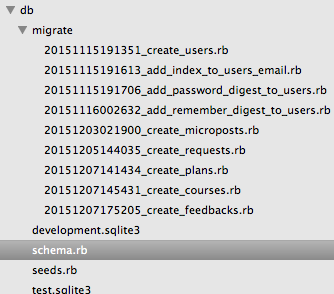 db
migrate
20151115191351_create_users.rb
20151115191613_add_index_to_users_email.rb
20151115191706_add_password_digest_to_users.rb
20151116002632_add_remember_digest_to_users.rb
20151203021900_create_microposts.rb
20151205144035_create_requests.rb
20151207141434_create_plans.rb
20151207145431_create_courses.rb
20151207175205_create_feedbacks.rb
development.sqlite3
schema.rb
seeds.rb
test.sqlite3